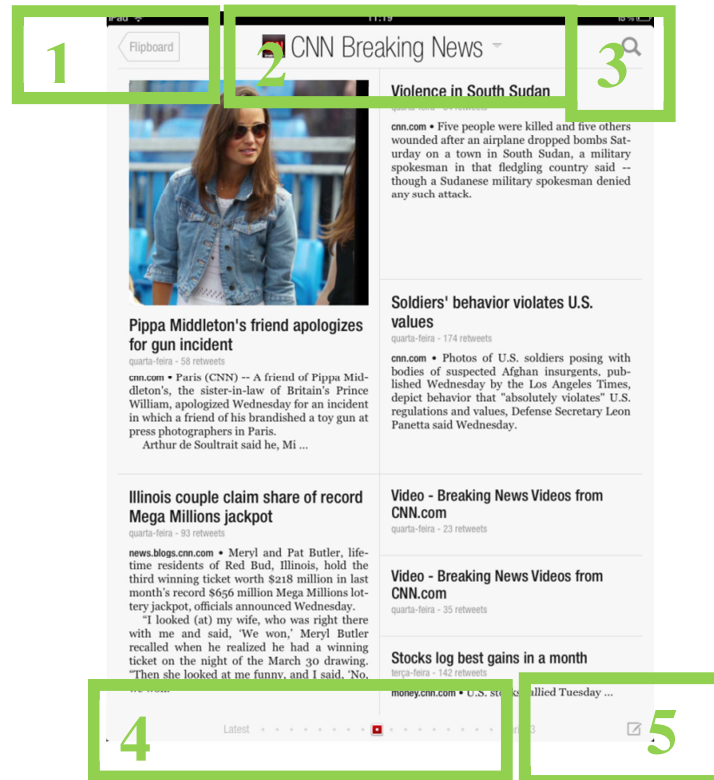 iPad 11:19 15%
Flipboard
CNN Breaking News
1
2
3
Pippa Middleton's friend apologizes
for gun incident
quarta-feira - 58 retweets
cnn.com • Paris (CNN) -- A friend of Pippa Mid-
dleton's, the sister-in-law of Britain's Prince
William, apologized Wednesday for an incident
in which a friend of his brandished a toy gun at
press photographers in Paris.
Arthur de Soultrait said he, Mi ...
Illinois couple claim share of record
Mega Millions jackpot
quarta-feira - 93 retweets
news.blogs.cnn.com • Meryl and Pat Butler, life-
time residents of Red Bud, Illinois, hold the
third winning ticket worth $218 million in last
month's record $656 million Mega Millions lot-
tery jackpot, officials announced Wednesday.
“I looked (at) my wife, who was right there
with me and said, ‘We won,’ Meryl Butler
recalled when he realized he had a winning
ticket on the night of the March 30 drawing.
“Then she looked at me funny, and I said, ‘No,
Violence in South Sudan
cnn.com • Five people were killed and five others
wounded after an airplane dropped bombs Sat-
urday on a town in South Sudan, a military
spokesman in that fledgling country said --
though a Sudanese military spokesman denied
any such attack.
Soldiers' behavior violates U.S.
values
quarta-feira - 174 retweets
cnn.com • Photos of U.S. soldiers posing with
bodies of suspected Afghan insurgents, pub-
lished Wednesday by the Los Angeles Times,
depict behavior that "absolutely violates" U.S.
regulations and values, Defense Secretary Leon
Panetta said Wednesday.
Video - Breaking News Videos from
CNN.com
quarta-feira - 23 retweets
Video - Breaking News Videos from
CNN.com
quarta-feira - 35 retweets
Stocks log best gains in a month
terça-feira - 142 retweets
money.cnn.com • U.S. stocks rallied Tuesday ...
4
Latest
5